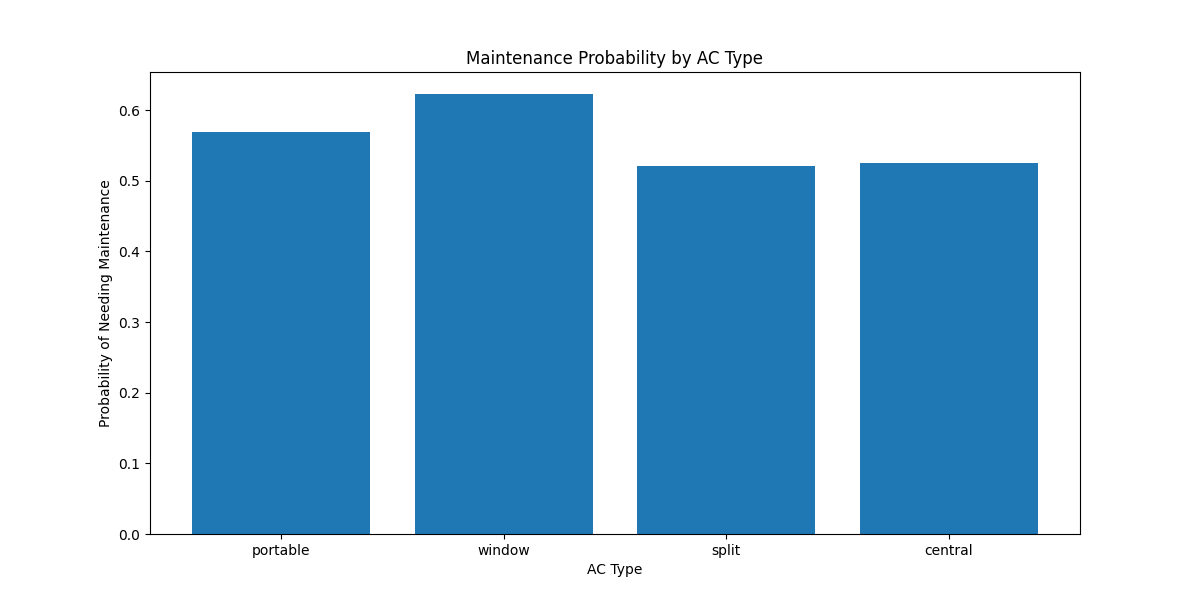 Maintenance Probability by AC Type
Probability of Needing Maintenance
0.6
0.5
0.4
0.3
0.2
0.1
0.0
portable window split central
AC Type